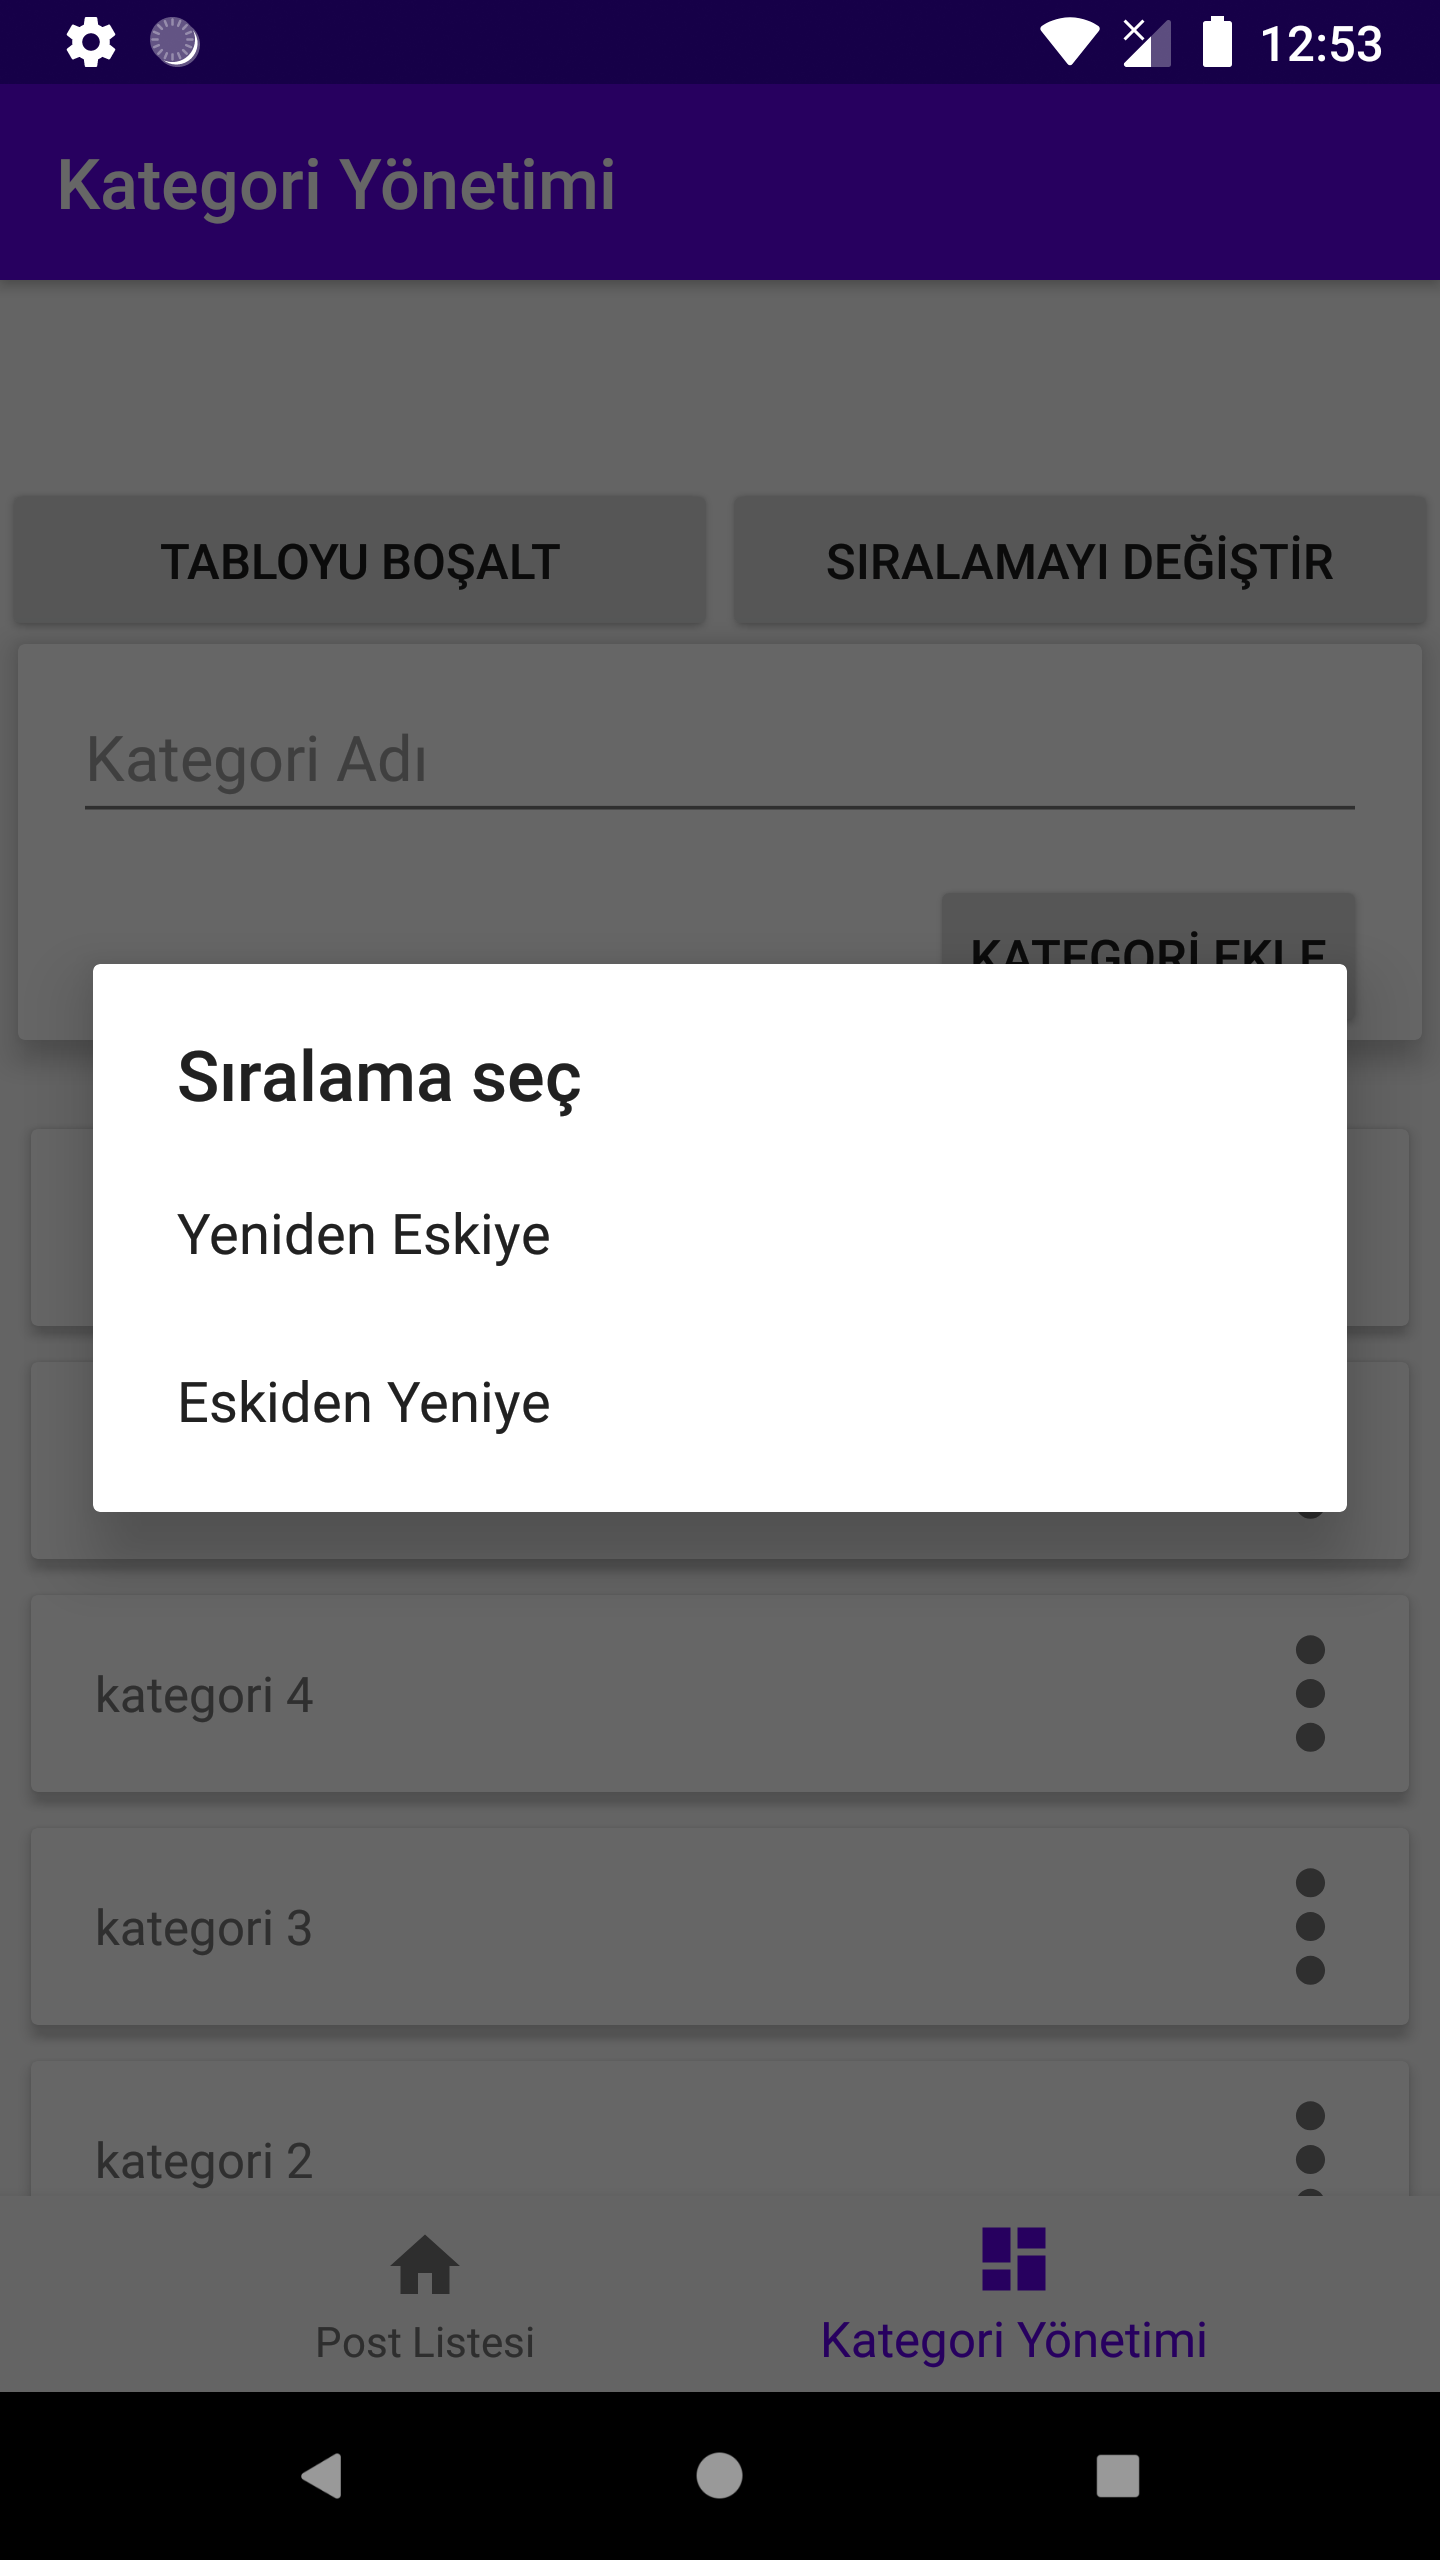 12:53
Kategori Yönetimi
TABLOYU BOŞALT
SIRALAMAYI DEĞİŞTİR
Kategori Adı
KATEGORİ EKLE
Sıralama seç
Yeniden Eskiye
Eskiden Yeniye
kategori 4
kategori 3
kategori 2
Post Listesi
Kategori Yönetimi